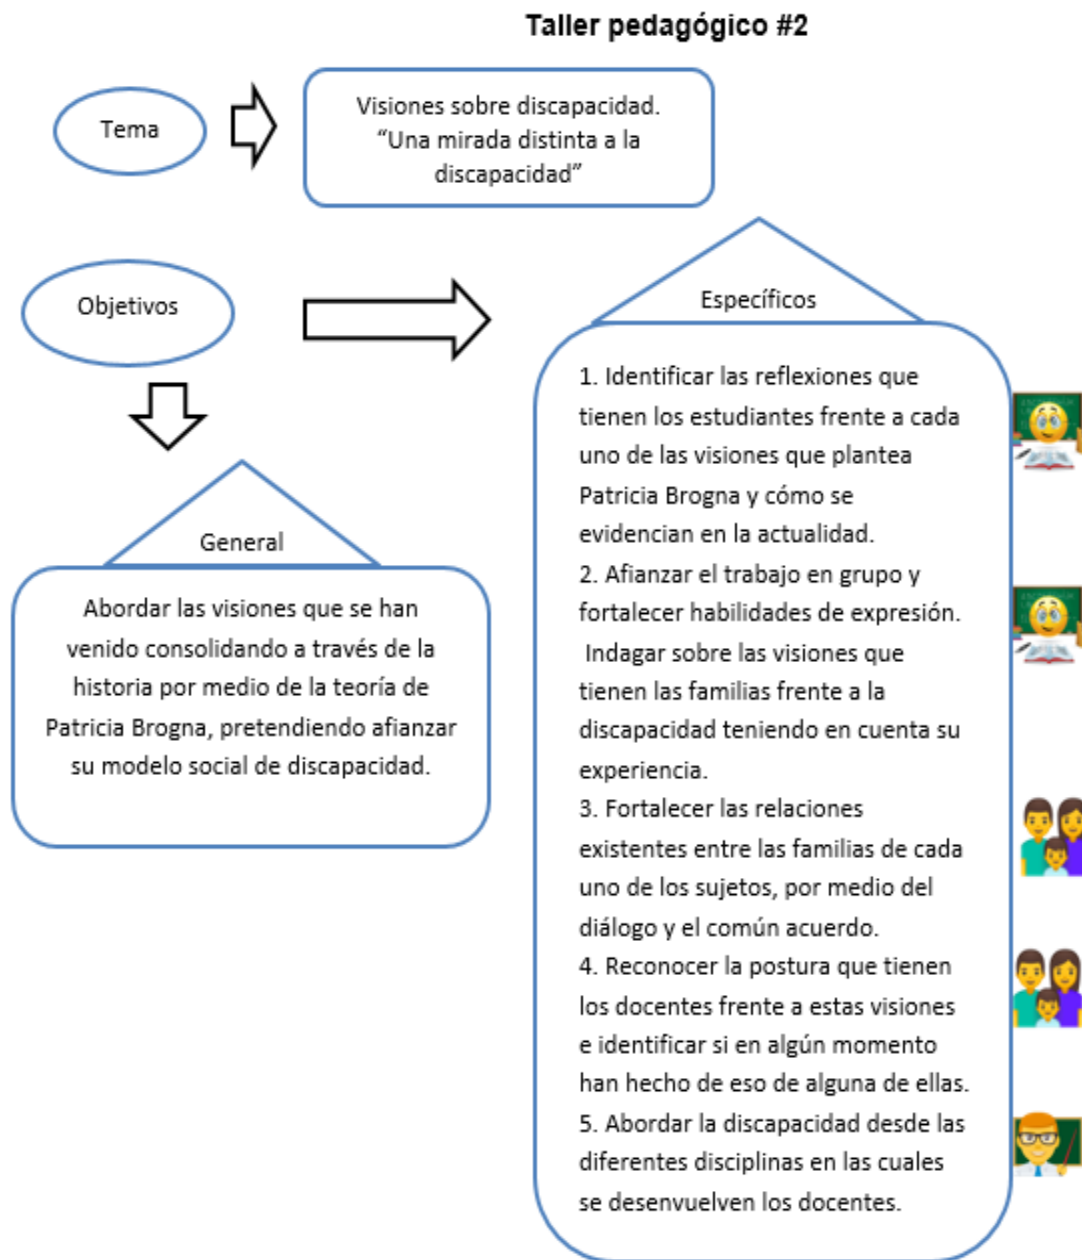 Taller pedagógico #2
Tema
Visiones sobre discapacidad.
“Una mirada distinta a la
discapacidad”
Objetivos
Específicos
1. Identificar las reflexiones que
tienen los estudiantes frente a cada
uno de las visiones que plantea
Patricia Brogna y cómo se
evidencian en la actualidad.
2. Afianzar el trabajo en grupo y
fortalecer habilidades de expresión.
Indagar sobre las visiones que
tienen las familias frente a la
discapacidad teniendo en cuenta su
experiencia.
3. Fortalecer las relaciones
existentes entre las familias de cada
uno de los sujetos, por medio del
diálogo y el común acuerdo.
4. Reconocer la postura que tienen
los docentes frente a estas visiones
e identificar si en algún momento
han hecho de eso de alguna de ellas.
5. Abordar la discapacidad desde las
diferentes disciplinas en las cuales
se desenvuelven los docentes.
General
Abordar las visiones que se han
venido consolidando a través de la
historia por medio de la teoría de
Patricia Brogna, pretendiendo afianzar
su modelo social de discapacidad.